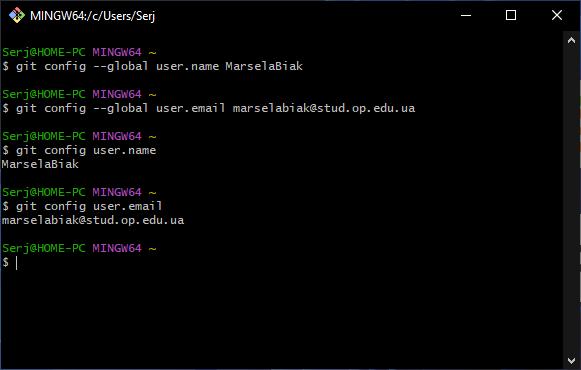 MINGW64:/c/Users/Serj
Serj@HOME-PC MINGW64 ~
$ git config --global user.name MarselaBiak
Serj@HOME-PC MINGW64 ~
$ git config --global user.email marselabiak@stud.op.edu.ua
Serj@HOME-PC MINGW64 ~
$ git config user.name
MarselaBiak
Serj@HOME-PC MINGW64 ~
$ git config user.email
marselabiak@stud.op.edu.ua
Serj@HOME-PC MINGW64 ~
$